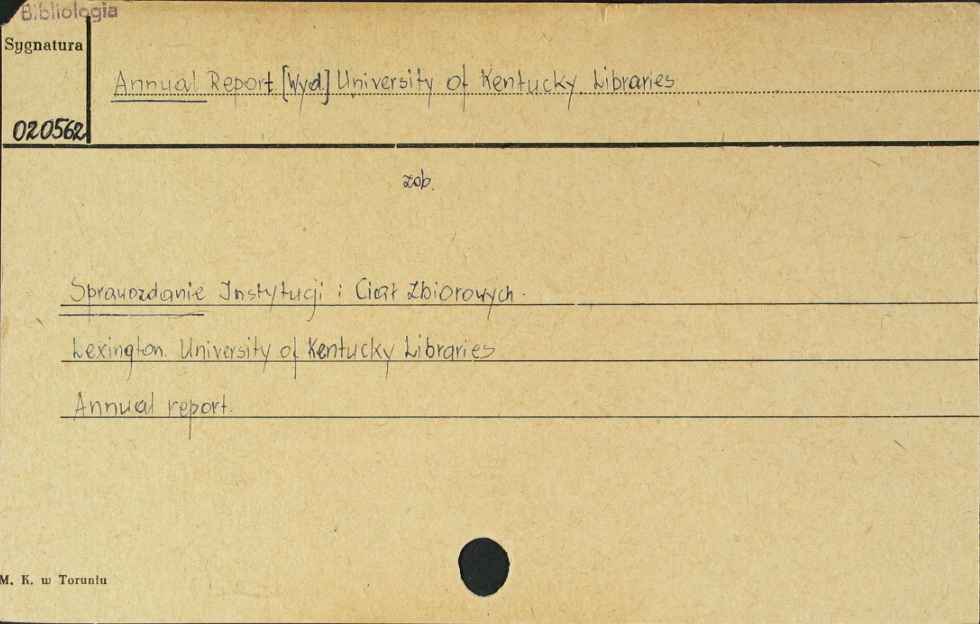 Bibliologia
Sygnatura
Annual Report [Wyd.] University of Kentucky Libraries
020562
zob.
Sprawozdanie Instytucji i Ciał Zbiorowych.
Lexington. University of Kentucky Libraries
Annual report.
M. K. w Toruniu